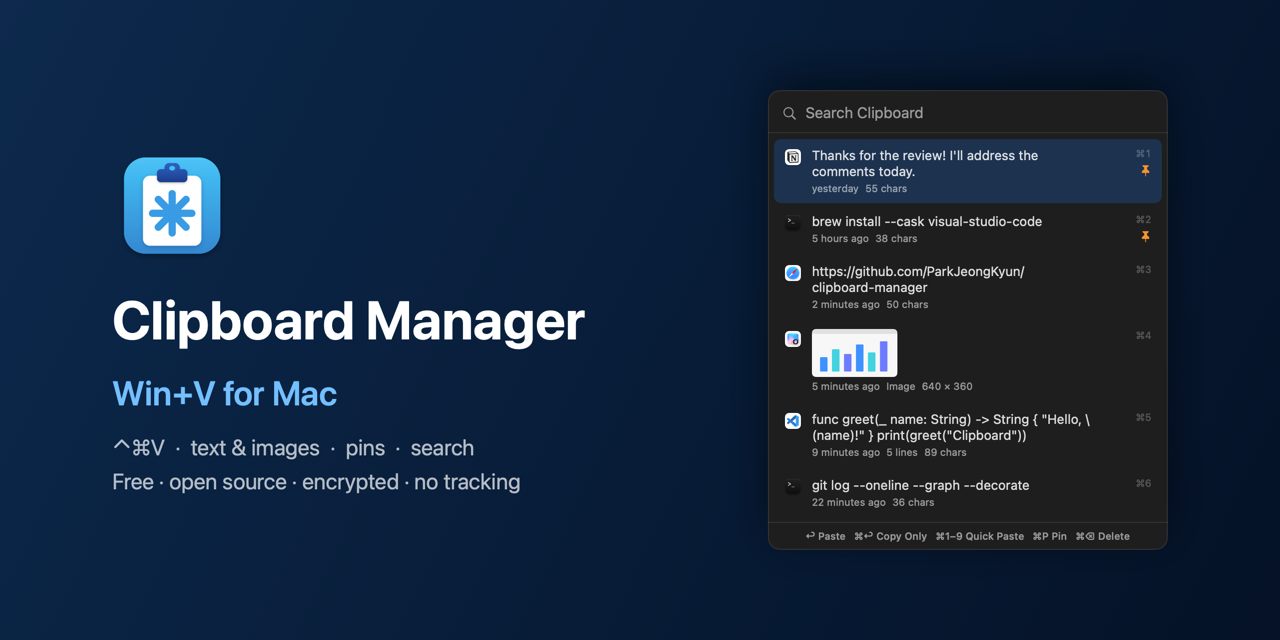 Clipboard Manager
Win+V for Mac
^⌘V · text & images · pins · search
Free · open source · encrypted · no tracking
Search Clipboard
Thanks for the review! I'll address the
comments today.
yesterday 55 chars
⌘1
brew install --cask visual-studio-code
5 hours ago 38 chars
⌘2
https://github.com/ParkJeongKyun/
clipboard-manager
2 minutes ago 50 chars
⌘3
5 minutes ago Image 640 × 360
⌘4
func greet(_ name: String) -> String { "Hello, \
(name)!" } print(greet("Clipboard"))
9 minutes ago 5 lines 89 chars
⌘5
git log --oneline --graph --decorate
22 minutes ago 36 chars
⌘6
↩ Paste ⌘↩ Copy Only ⌘1–9 Quick Paste ⌘P Pin ⌘⌫ Delete